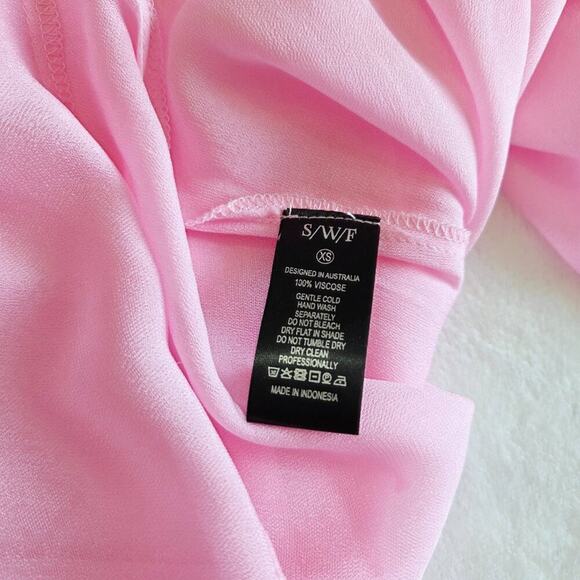 S/W/F
XS
DESIGNED IN AUSTRALIA
100% VISCOSE
GENTLE COLD
HAND WASH
SEPARATELY
DO NOT BLEACH
DRY FLAT IN SHADE
DO NOT TUMBLE DRY
DRY CLEAN
PROFESSIONALLY
MADE IN INDONESIA